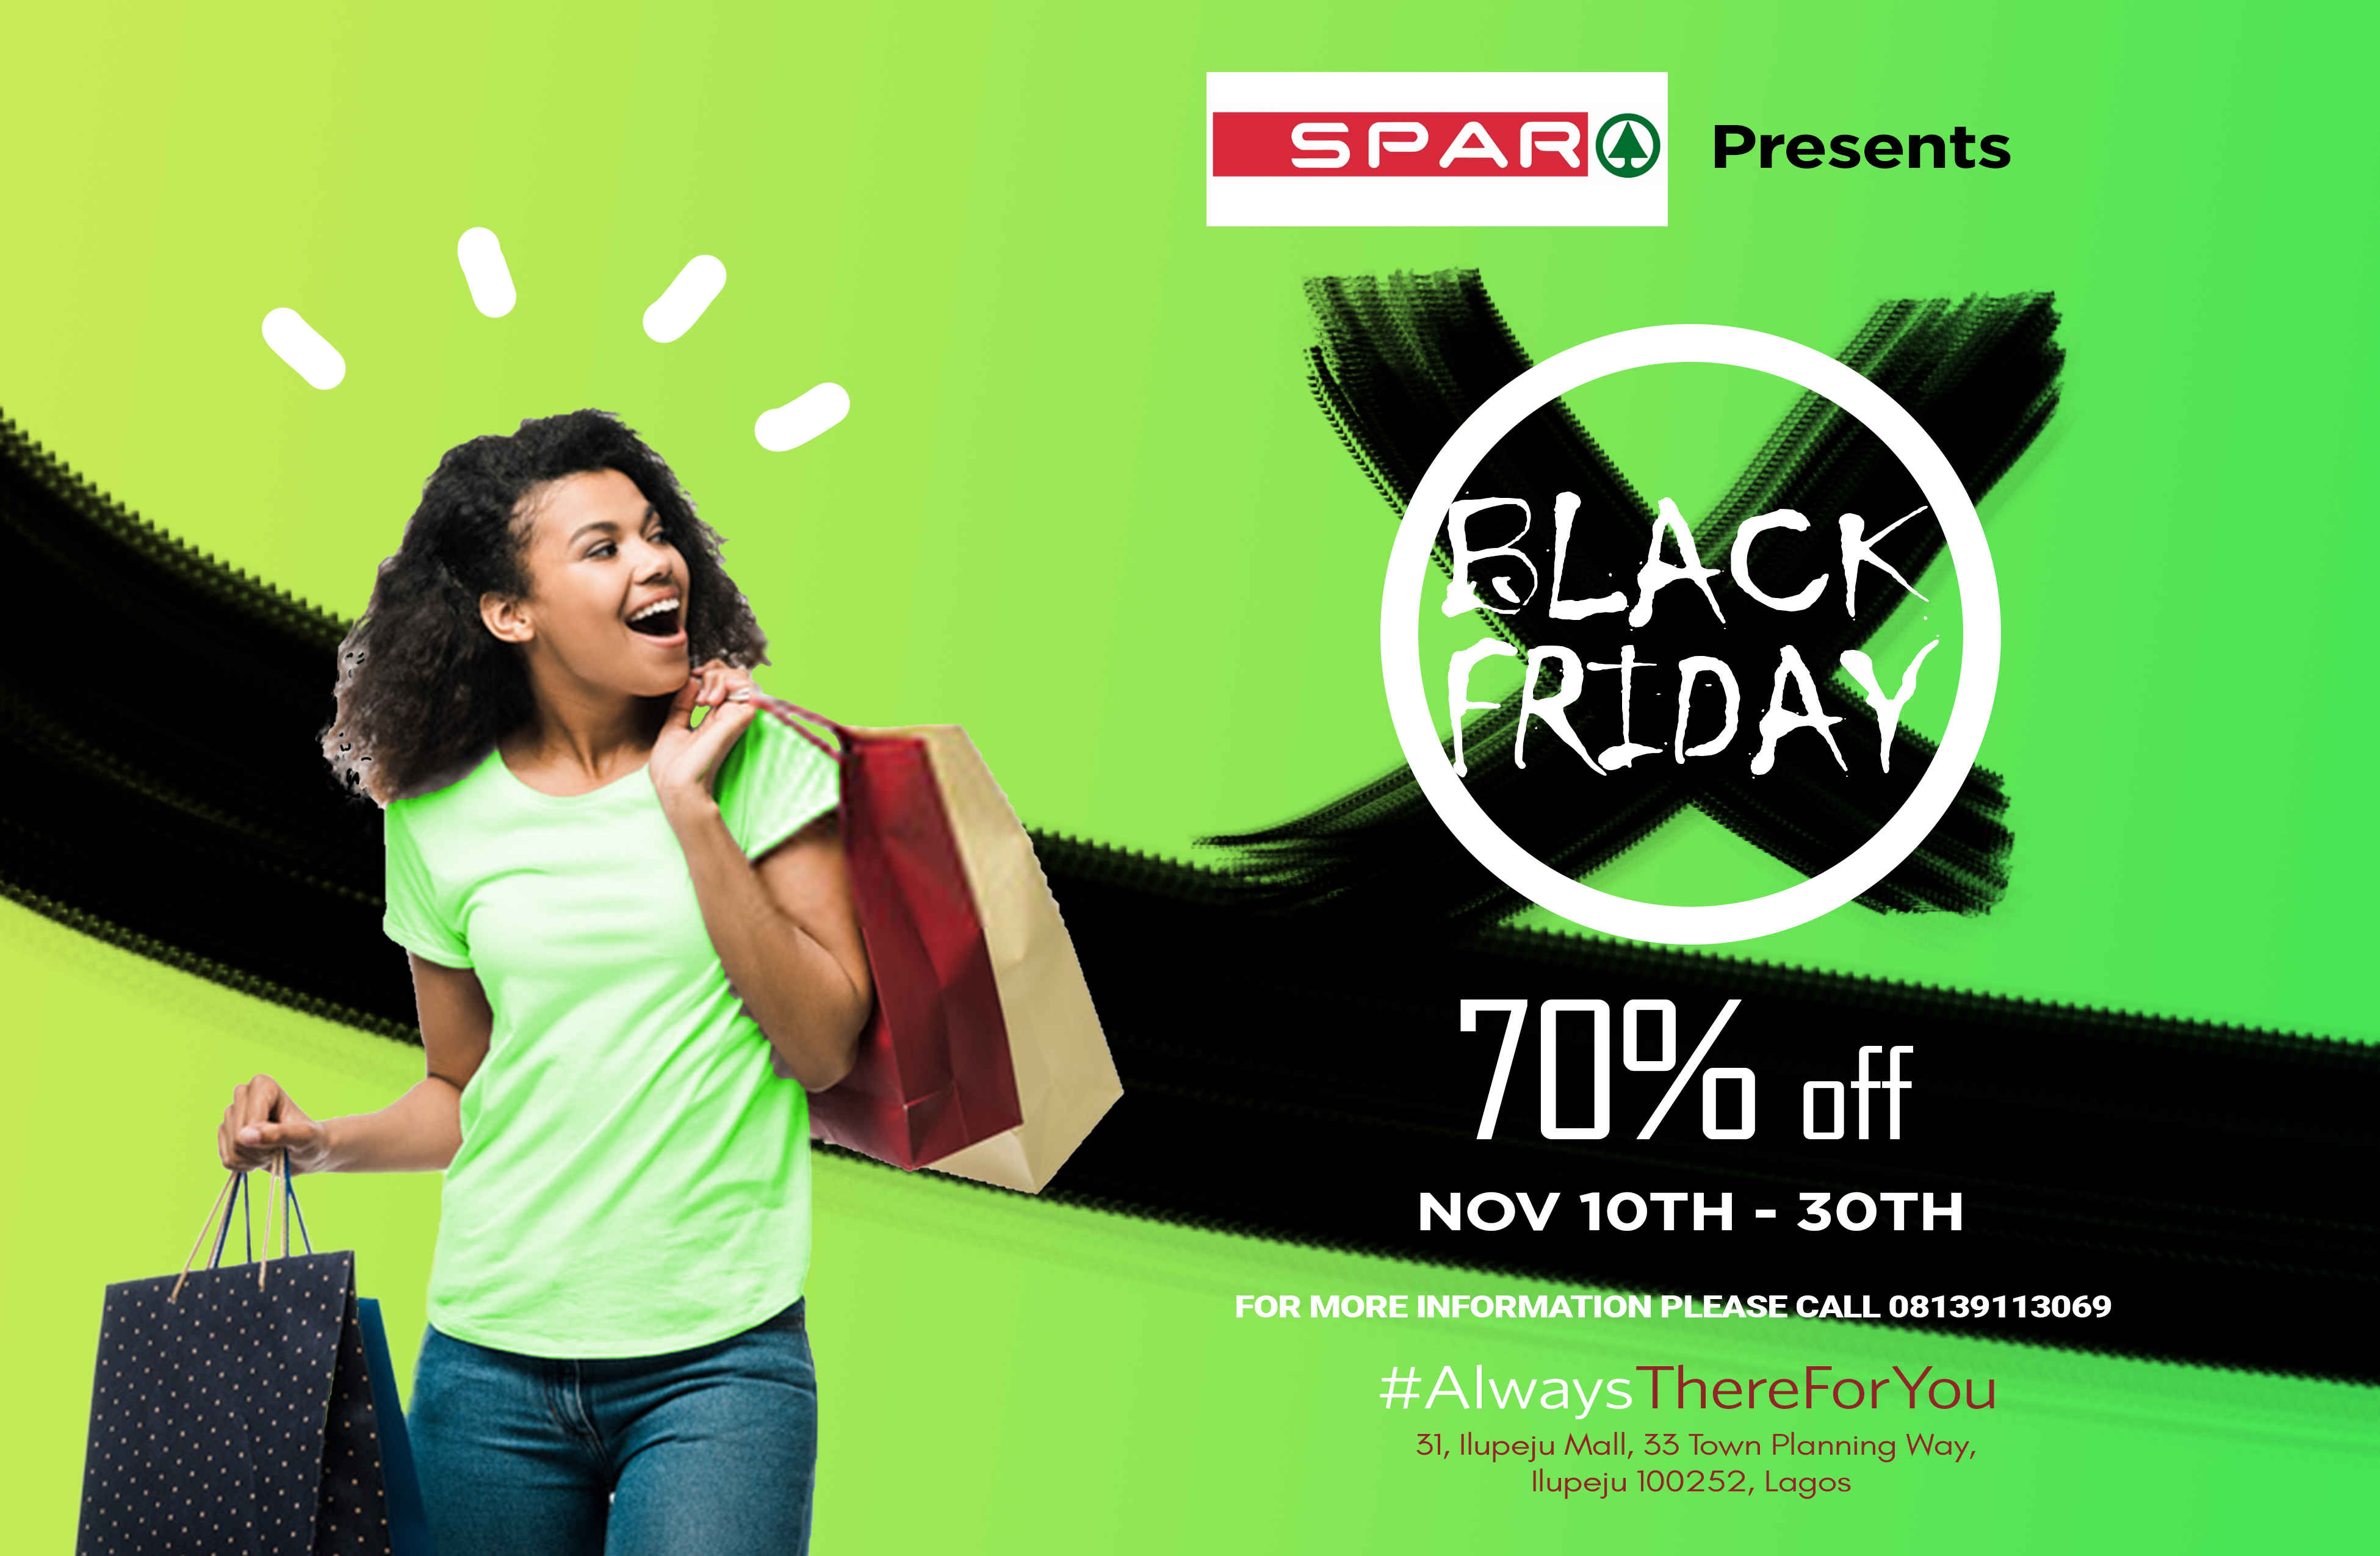 SPAR Presents
BLACK
FRIDAY
70% off
NOV 10TH - 30TH
FOR MORE INFORMATION PLEASE CALL 08139113069
#AlwaysThereForYou
31, Ilupeju Mall, 33 Town Planning Way,
Ilupeju 100252, Lagos